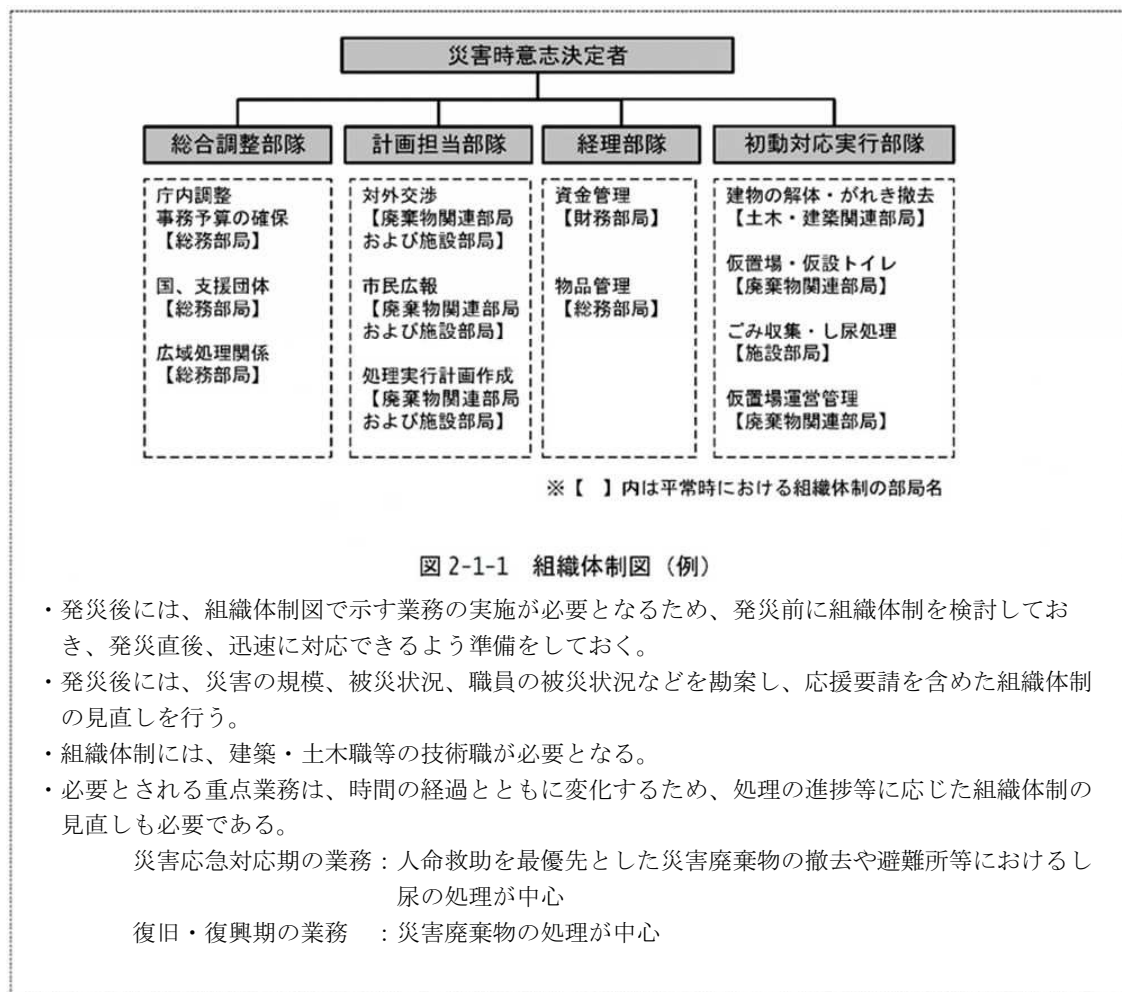 災害時意志決定者
総合調整部隊
庁内調整
事務予算の確保
【総務部局】
国、支援団体
【総務部局】
広域処理関係
【総務部局】
計画担当部隊
対外交渉
【廃棄物関連部局
および施設部局】
市民広報
【廃棄物関連部局
および施設部局】
処理実行計画作成
【廃棄物関連部局
および施設部局】
経理部隊
資金管理
【財務部局】
物品管理
【総務部局】
初動対応実行部隊
建物の解体・がれき撤去
【土木・建築関連部局】
仮置場・仮設トイレ
【廃棄物関連部局】
ごみ収集・し尿処理
【施設部局】
仮置場運営管理
【廃棄物関連部局】
※【　】内は平常時における組織体制の部局名
図 2-1-1　組織体制図（例）
・発災後には、組織体制図で示す業務の実施が必要となるため、発災前に組織体制を検討してお
き、発災直後、迅速に対応できるよう準備をしておく。
・発災後には、災害の規模、被災状況、職員の被災状況などを勘案し、応援要請を含めた組織体制
の見直しを行う。
・組織体制には、建築・土木職等の技術職が必要となる。
・必要とされる重点業務は、時間の経過とともに変化するため、処理の進捗等に応じた組織体制の
見直しも必要である。
災害応急対応期の業務：人命救助を最優先とした災害廃棄物の撤去や避難所等におけるし
尿の処理が中心
復旧・復興期の業務　：災害廃棄物の処理が中心